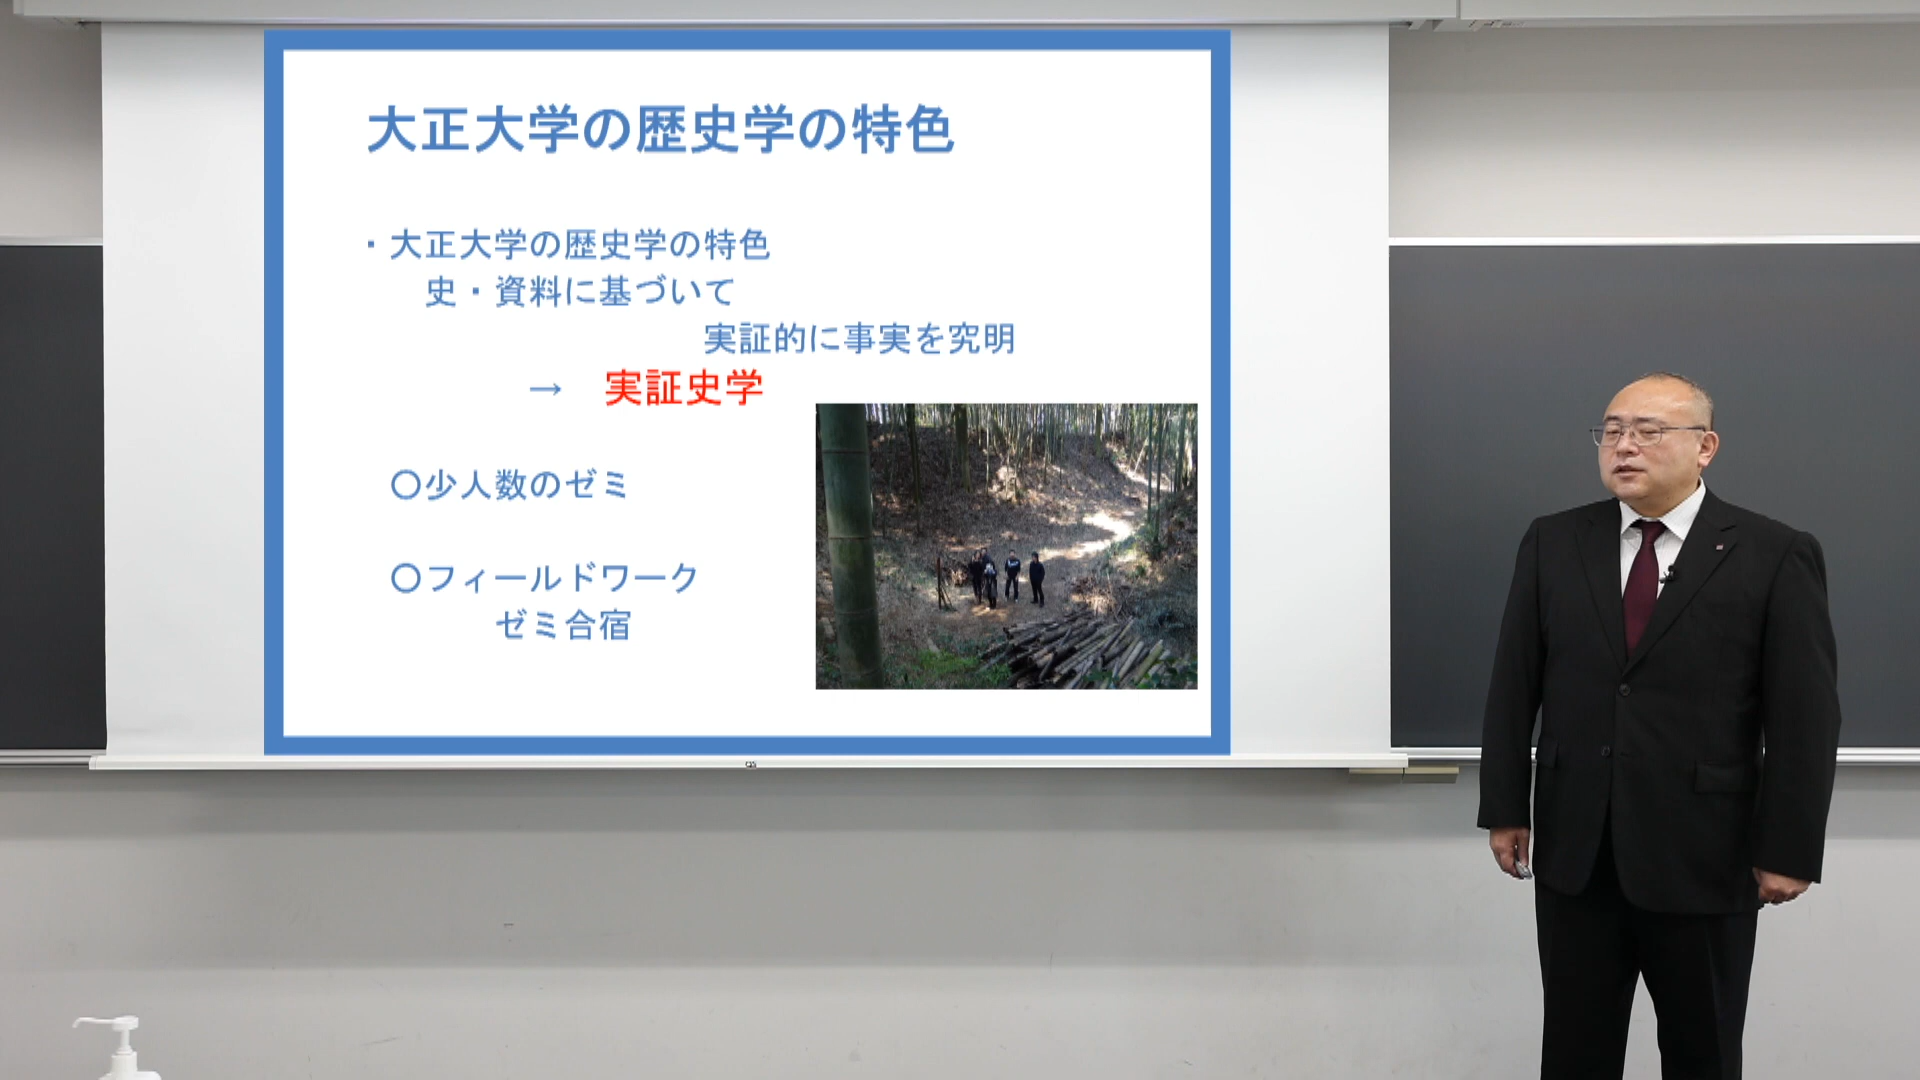 大正大学の歴史学の特色
・大正大学の歴史学の特色
史・資料に基づいて
実証的に事実を究明
→ 実証史学
〇少人数のゼミ
〇フィールドワーク
ゼミ合宿